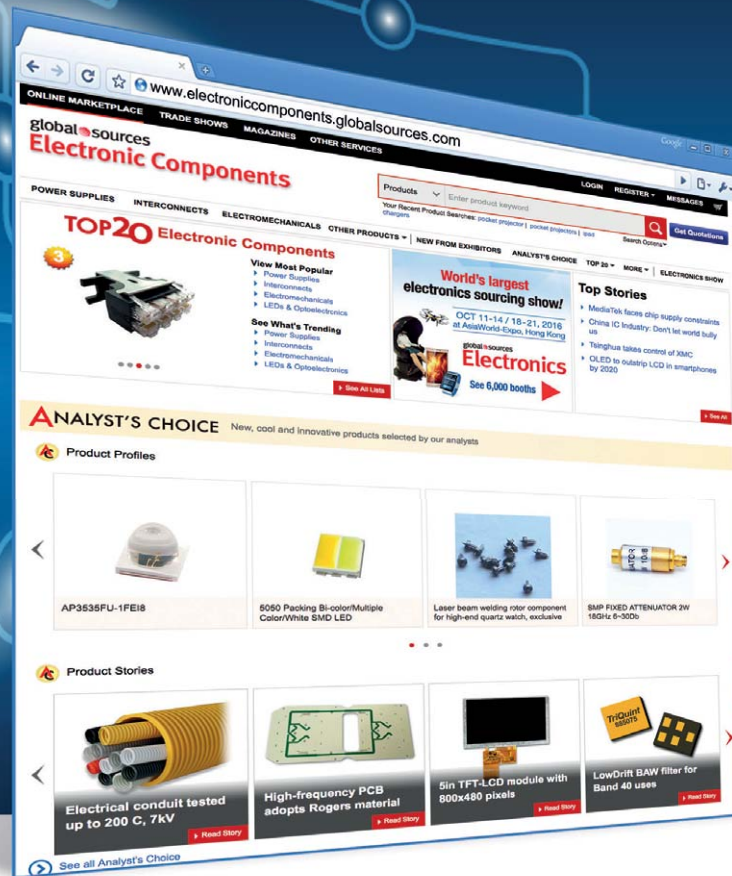 www.electroniccomponents.globalsources.com
Google
ONLINE MARKETPLACE TRADE SHOWS MAGAZINES OTHER SERVICES
LOGIN REGISTER MESSAGES
global sources
Electronic Components
Products Enter product keyword
Get Quotations
Your Recent Product Searches: pocket projector | pocket projectors | ipad
chargers
Search Options
POWER SUPPLIES INTERCONNECTS ELECTROMECHANICALS OTHER PRODUCTS NEW FROM EXHIBITORS ANALYST'S CHOICE TOP 20 MORE ELECTRONICS SHOW
TOP20 Electronic Components
3
View Most Popular
Power Supplies
Interconnects
Electromechanicals
LEDs & Optoelectronics
See What's Trending
Power Supplies
Interconnects
Electromechanicals
LEDs & Optoelectronics
See All Lists
World's largest
electronics sourcing show!
OCT 11-14 / 18-21, 2016
at AsiaWorld-Expo, Hong Kong
global sources
Electronics
See 6,000 booths
Top Stories
MediaTek faces chip supply constraints
China IC Industry: Don't let world bully
us
Tsinghua takes control of XMC
OLED to outstrip LCD in smartphones
by 2020
See All
ANALYST'S CHOICE New, cool and innovative products selected by our analysts
AC Product Profiles
AP3535FU-1FEI8
5050 Packing Bi-color/Multiple
Color/White SMD LED
Laser beam welding rotor component
for high-end quartz watch, exclusive
SMP FIXED ATTENUATOR 2W
18GHz 6~30Db
AC Product Stories
Electrical conduit tested
up to 200 C, 7kV
Read Story
High-frequency PCB
adopts Rogers material
Read Story
5in TFT-LCD module with
800x480 pixels
Read Story
TriQuint
885075
LowDrift BAW filter for
Band 40 uses
Read Story
See all Analyst's Choice